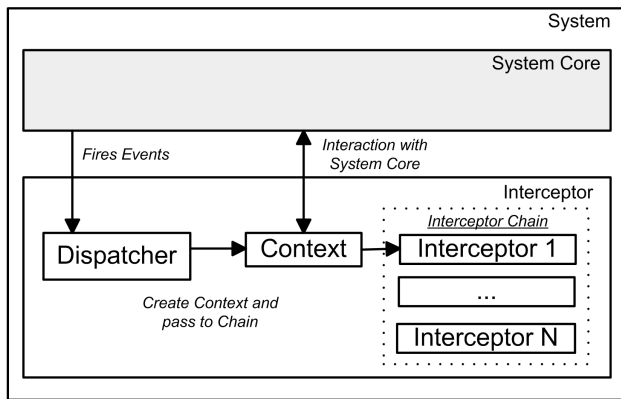 System
System Core
Fires Events
Interaction with
System Core
Interceptor
Interceptor Chain
Dispatcher
Context
Interceptor 1
...
Interceptor N
Create Context and
pass to Chain